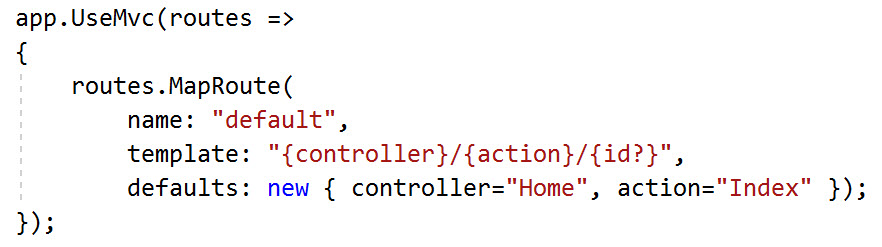 app.UseMvc(routes =>
{
    routes.MapRoute(
        name: "default",
        template: "{controller}/{action}/{id?}",
        defaults: new { controller="Home", action="Index" });
});